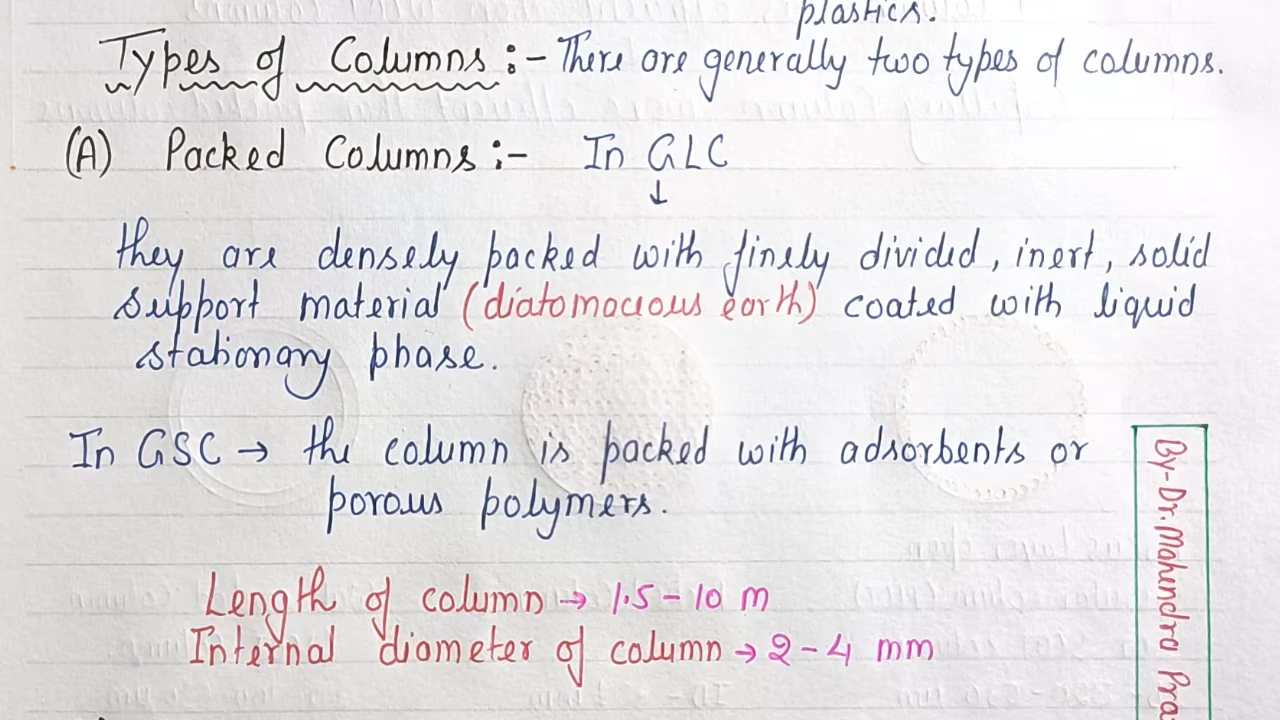 plastics.
Types of Columns :- There are generally two types of columns.
(A) Packed Columns :- In GLC
↓
they are densely packed with finely divided, inert, solid
support material (diatomacious earth) coated with liquid
stationary phase.
In GSC → the column is packed with adsorbents or
porous polymers.
Length of column → 1.5 - 10 m
Internal diameter of column → 2 - 4 mm
By-Dr. Mahendra